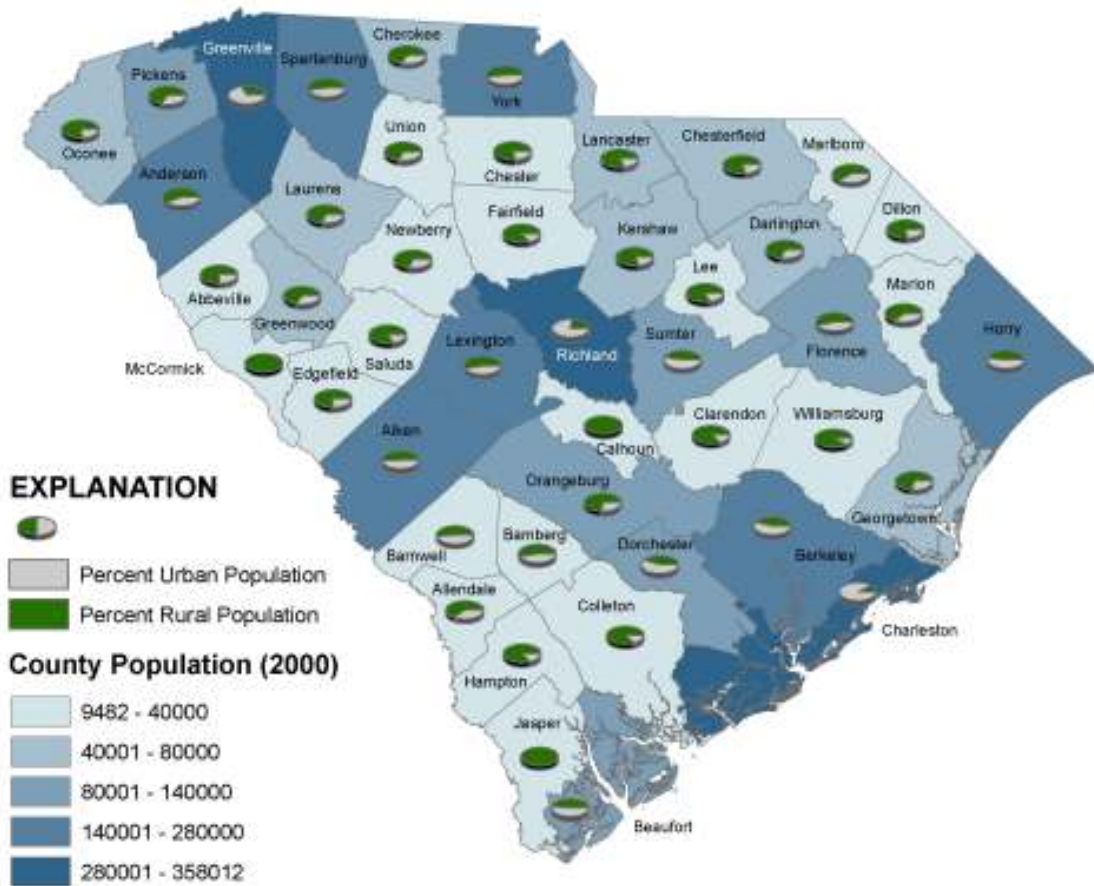 Cherokee
Greenville
Spartanburg
Pickens
York
Oconee
Union
Lancaster
Chesterfield
Marlboro
Anderson
Chester
Laurens
Fairfield
Newberry
Kershaw
Darlington
Dillon
Lee
Marion
Abbeville
Greenwood
Saluda
Lexington
Richland
Sumter
Florence
Horry
McCormick
Edgefield
Clarendon
Williamsburg
Aiken
Calhoun
Orangeburg
Georgetown
Barnwell
Bamberg
Dorchester
Berkeley
Allendale
Colleton
Charleston
Hampton
Jasper
Beaufort
EXPLANATION
Percent Urban Population
Percent Rural Population
County Population (2000)
9482 - 40000
40001 - 80000
80001 - 140000
140001 - 280000
280001 - 358012